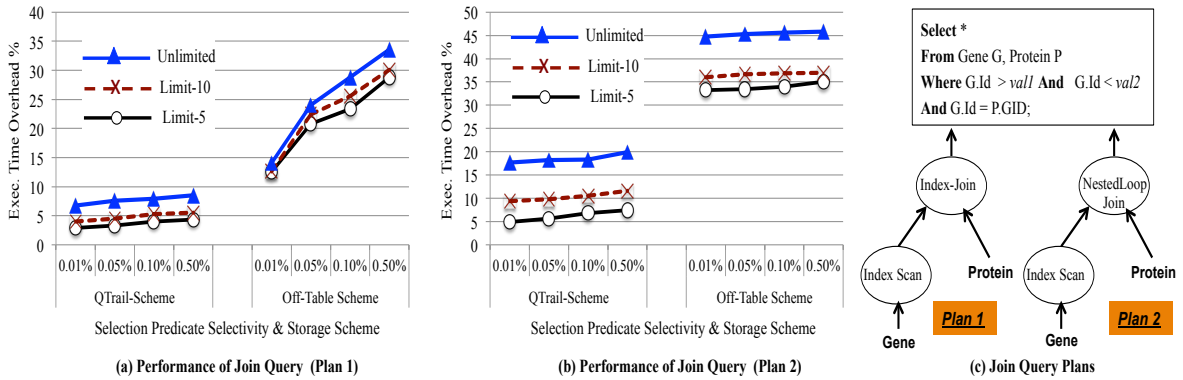 Exec. Time Overhead %
40
35
30
25
20
15
10
5
0
Unlimited
Limit-10
Limit-5
0.01% 0.05% 0.10% 0.50% 0.01% 0.05% 0.10% 0.50%
QTrail-Scheme Off-Table Scheme
Selection Predicate Selectivity & Storage Scheme
(a) Performance of Join Query (Plan 1)
Exec. Time Overhead %
50
45
40
35
30
25
20
15
10
5
0
Unlimited
Limit-10
Limit-5
0.01% 0.05% 0.10% 0.50% 0.01% 0.05% 0.10% 0.50%
QTrail-Scheme Off-Table Scheme
Selection Predicate Selectivity & Storage Scheme
(b) Performance of Join Query (Plan 2)
Select *
From Gene G, Protein P
Where G.Id > val1 And G.Id < val2
And G.Id = P.GID;
Index-Join
NestedLoop
Join
Index Scan
Protein
Index Scan
Protein
Plan 1
Plan 2
Gene
Gene
(c) Join Query Plans